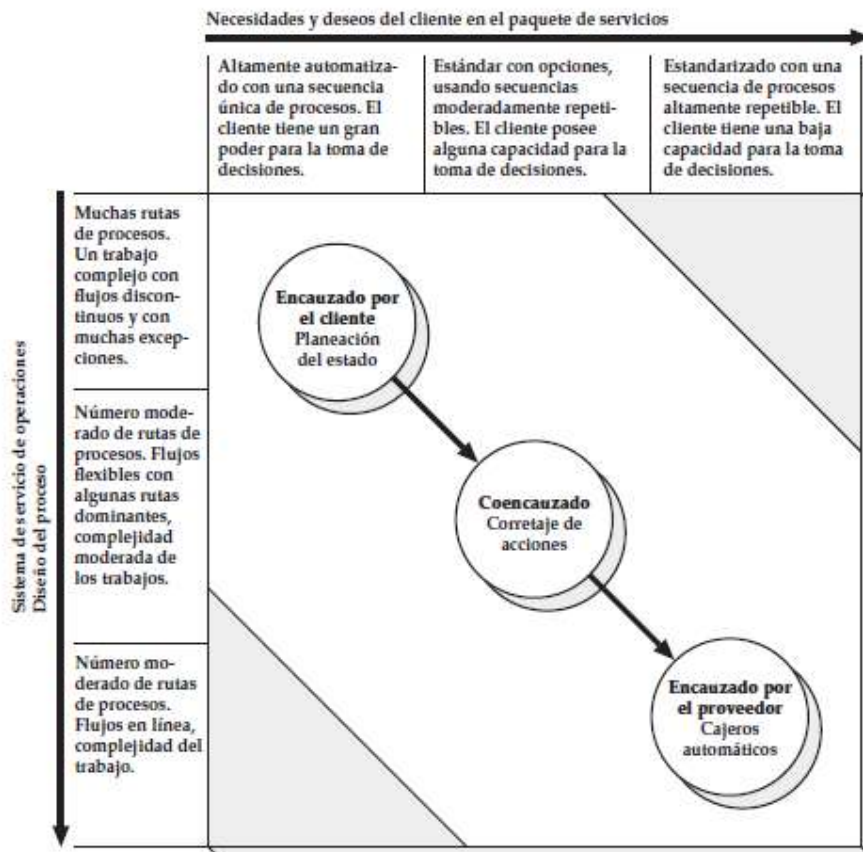 Necesidades y deseos del cliente en el paquete de servicios
Altamente automatiza-
do con una secuencia
única de procesos. El
cliente tiene un gran
poder para la toma de
decisiones.
Estándar con opciones,
usando secuencias
moderadamente repeti-
bles. El cliente posee
alguna capacidad para la
toma de decisiones.
Estandarizado con una
secuencia de procesos
altamente repetible. El
cliente tiene una baja
capacidad para la toma
de decisiones.
Sistema de servicio de operaciones
Diseño del proceso
Muchas rutas
de procesos.
Un trabajo
complejo con
flujos discon-
tinuos y con
muchas excep-
ciones.
Encauzado por
el cliente
Planeación
del estado
Número mode-
rado de rutas de
procesos. Flujos
flexibles con
algunas rutas
dominantes,
complejidad
moderada de
los trabajos.
Coencauzado
Corretaje de
acciones
Número mo-
derado de rutas
de procesos.
Flujos en línea,
complejidad del
trabajo.
Encauzado por
el proveedor
Cajeros
automáticos